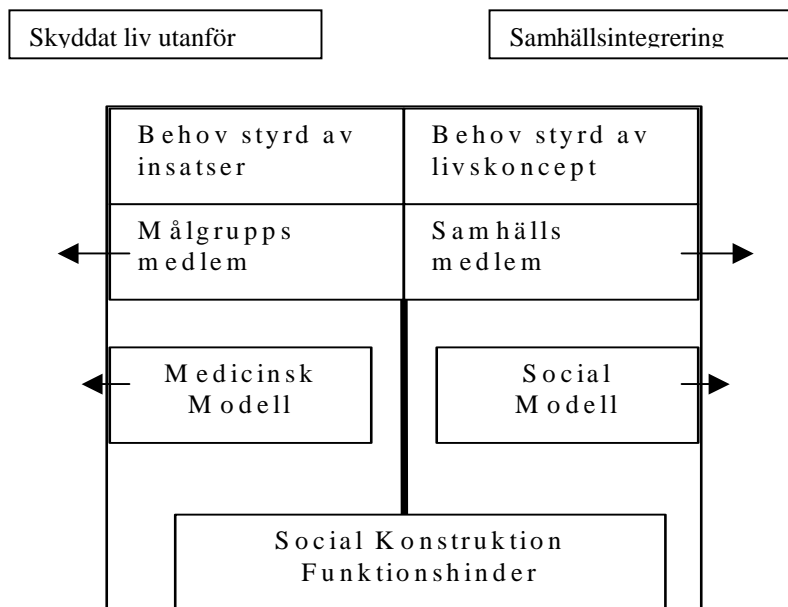 Skyddat liv utanför
Samhällsintegrering
Behov styrd av
insatser
Behov styrd av
livskoncept
Målgrupps
medlem
Samhälls
medlem
Medicinsk
Modell
Social
Modell
Social Konstruktion
Funktionshinder